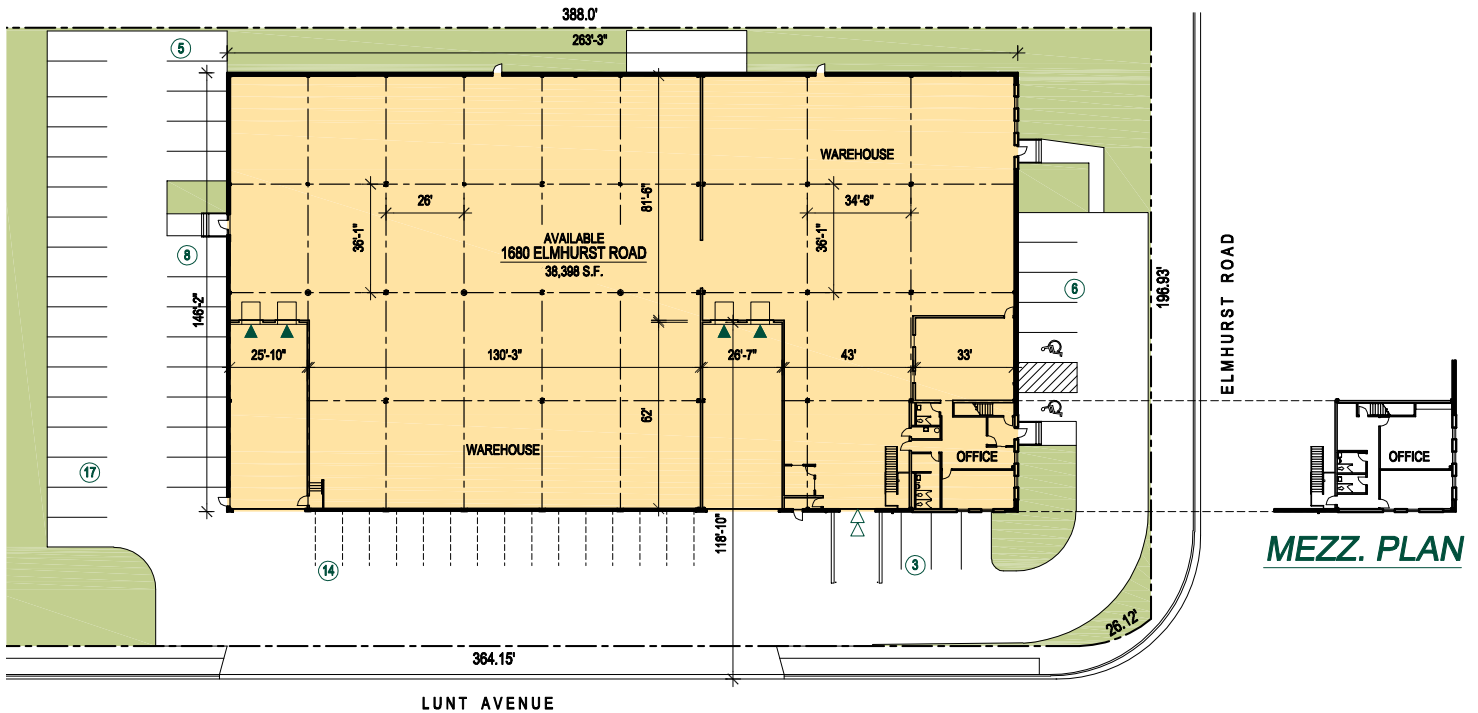 388.0'
263'-3"
5
WAREHOUSE
26'
81'-6"
34'-6"
36'-1"
36'-1"
AVAILABLE
1680 ELMHURST ROAD
38,398 S.F.
8
146'-2"
6
196.93'
ELMHURST ROAD
25'-10"
130'-3"
26'-7"
43'
33'
62'
WAREHOUSE
OFFICE
OFFICE
17
118'-10"
MEZZ. PLAN
14
3
26.12'
364.15'
LUNT AVENUE